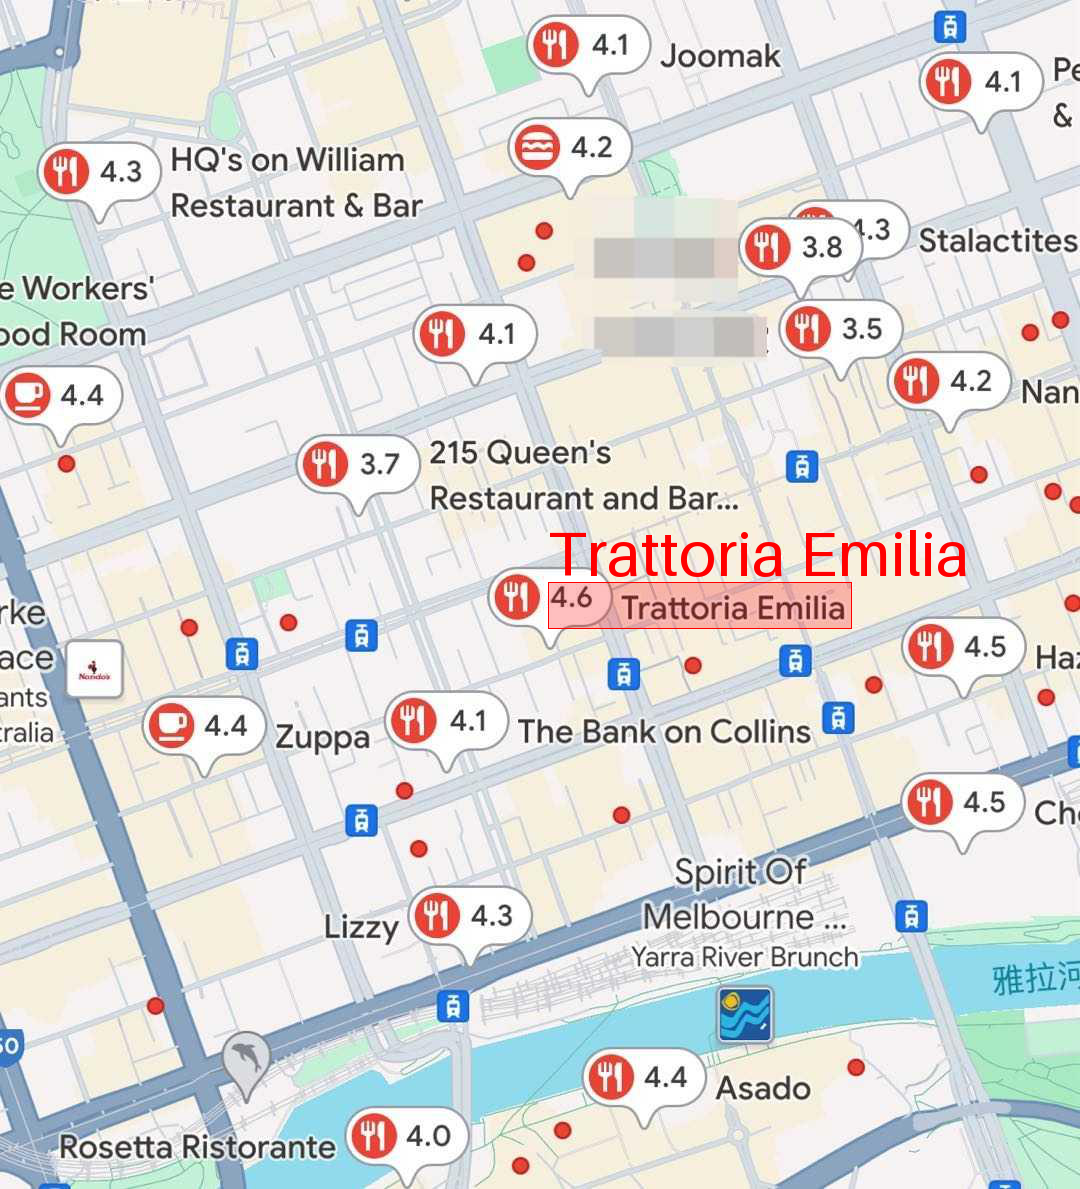 4.1
Joomak
4.1
Pe
&
4.2
4.3
HQ's on William
Restaurant & Bar
4.3
3.8
Stalactites
e Workers'
ood Room
4.1
3.5
4.4
4.2
Nan
3.7
215 Queen's
Restaurant and Bar...
Trattoria Emilia
4.6
Trattoria Emilia
rke
ace
ants
tralia
Nando's
4.5
Haz
4.4
Zuppa
4.1
The Bank on Collins
4.5
Che
Spirit Of
Melbourne ...
Yarra River Brunch
Lizzy
4.3
雅拉河
50
4.4
Asado
Rosetta Ristorante
4.0